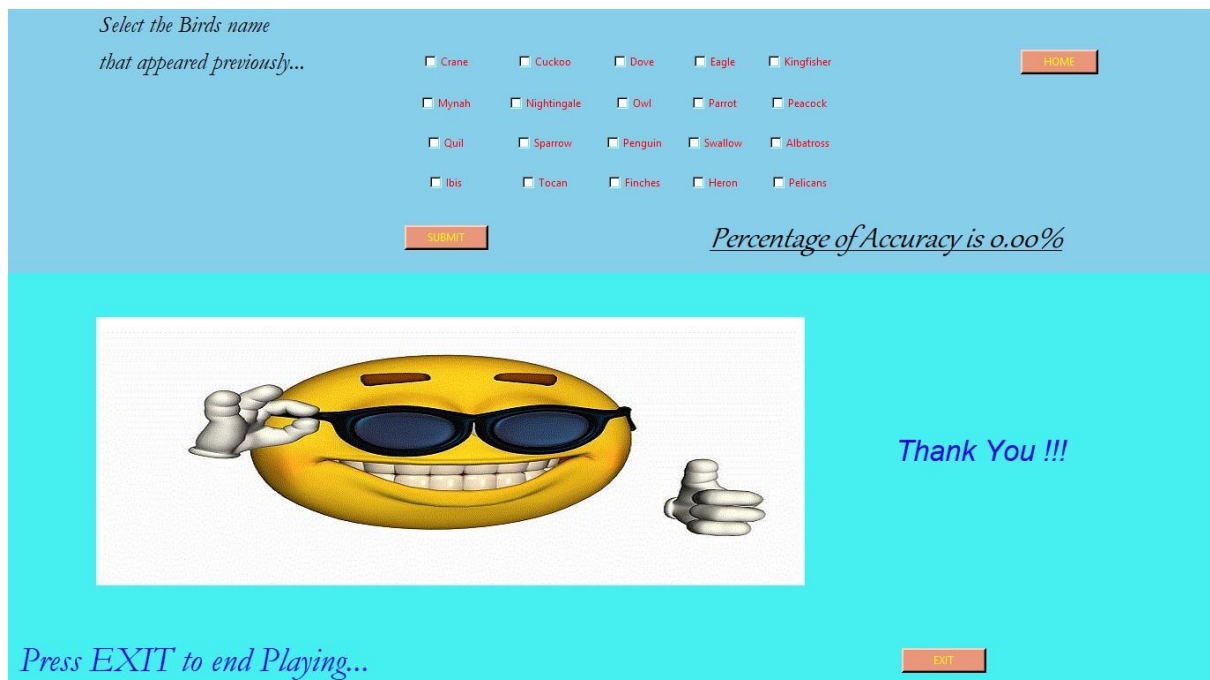 Select the Birds name
that appeared previously...
Crane Cuckoo Dove Eagle Kingfisher
HOME
Mynah Nightingale Owl Parrot Peacock
Quil Sparrow Penguin Swallow Albatross
Ibis Tocan Finches Heron Pelicans
SUBMIT
Percentage of Accuracy is 0.00%
Thank You !!!
Press EXIT to end Playing...
EXIT